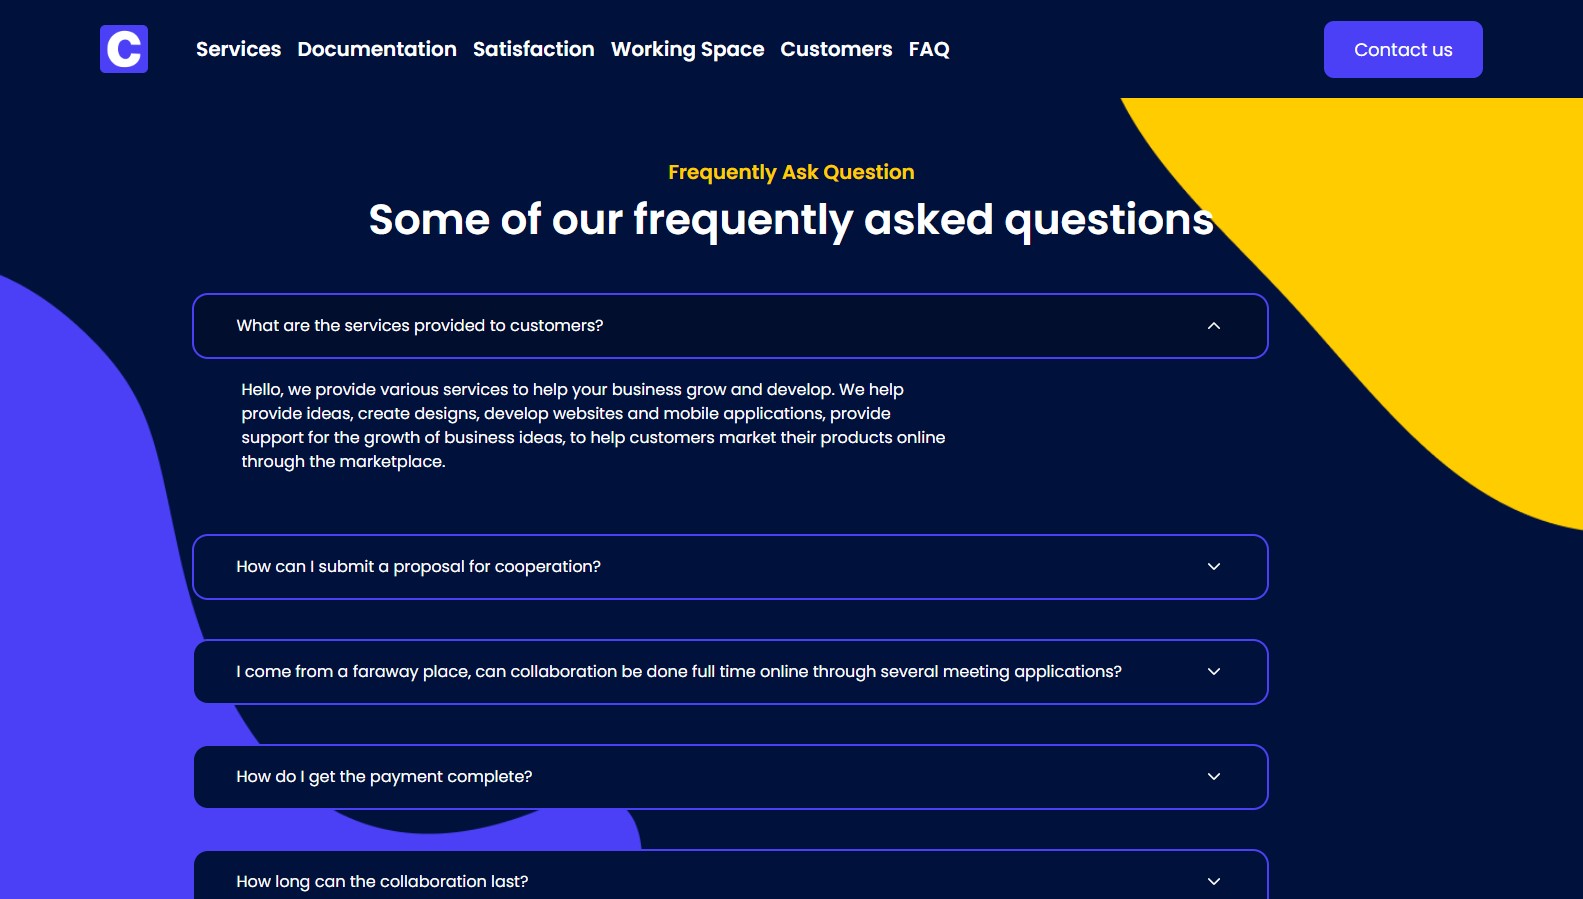 C
Services Documentation Satisfaction Working Space Customers FAQ
Contact us
Frequently Ask Question
Some of our frequently asked questions
What are the services provided to customers?
Hello, we provide various services to help your business grow and develop. We help
provide ideas, create designs, develop websites and mobile applications, provide
support for the growth of business ideas, to help customers market their products online
through the marketplace.
How can I submit a proposal for cooperation?
I come from a faraway place, can collaboration be done full time online through several meeting applications?
How do I get the payment complete?
How long can the collaboration last?